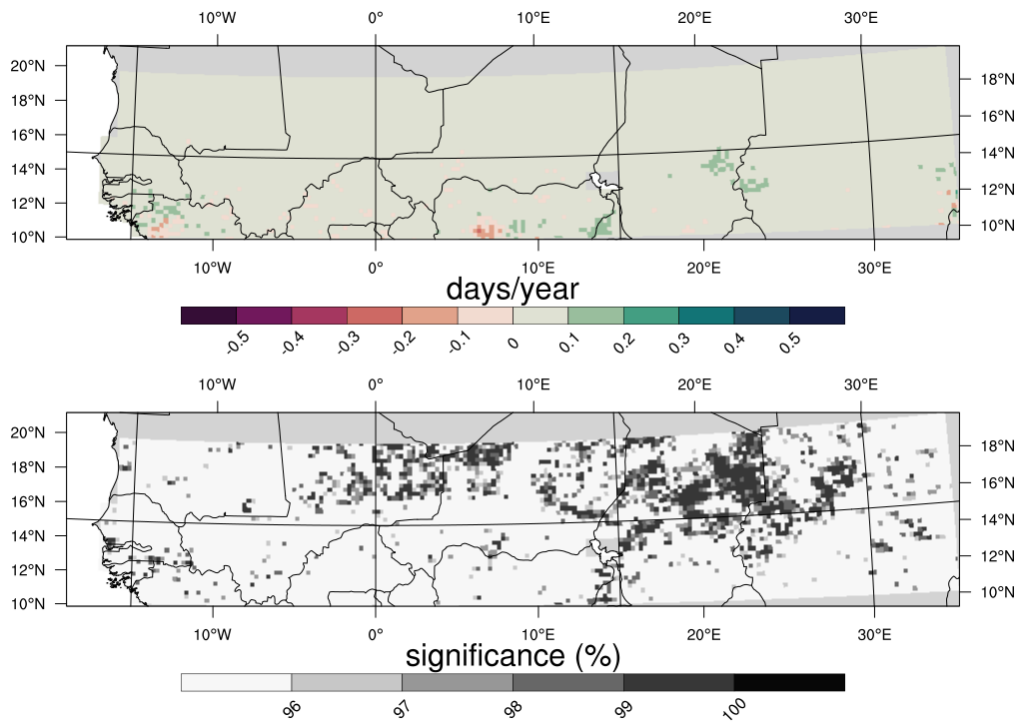 10°W 0° 10°E 20°E 30°E
20°N 18°N
18°N 16°N
16°N 14°N
14°N 12°N
12°N 10°N
10°N
10°W 0° 10°E 20°E 30°E
days/year
-0.5 -0.4 -0.3 -0.2 -0.1 0 0.1 0.2 0.3 0.4 0.5
10°W 0° 10°E 20°E 30°E
20°N 18°N
18°N 16°N
16°N 14°N
14°N 12°N
12°N 10°N
10°N
10°W 0° 10°E 20°E 30°E
significance (%)
96 97 98 99 100